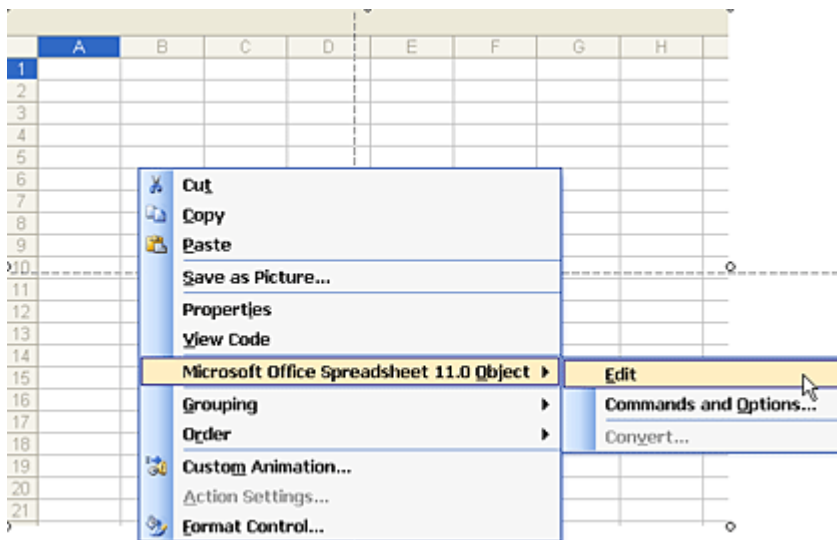 A B C D E F G H
1
2
3
4
5
6
7
8
9
10
11
12
13
14
15
16
17
18
19
20
21
Cut
Copy
Paste
Save as Picture...
Properties
View Code
Microsoft Office Spreadsheet 11.0 Object
Grouping
Order
Custom Animation...
Action Settings...
Format Control...
Edit
Commands and Options...
Convert...